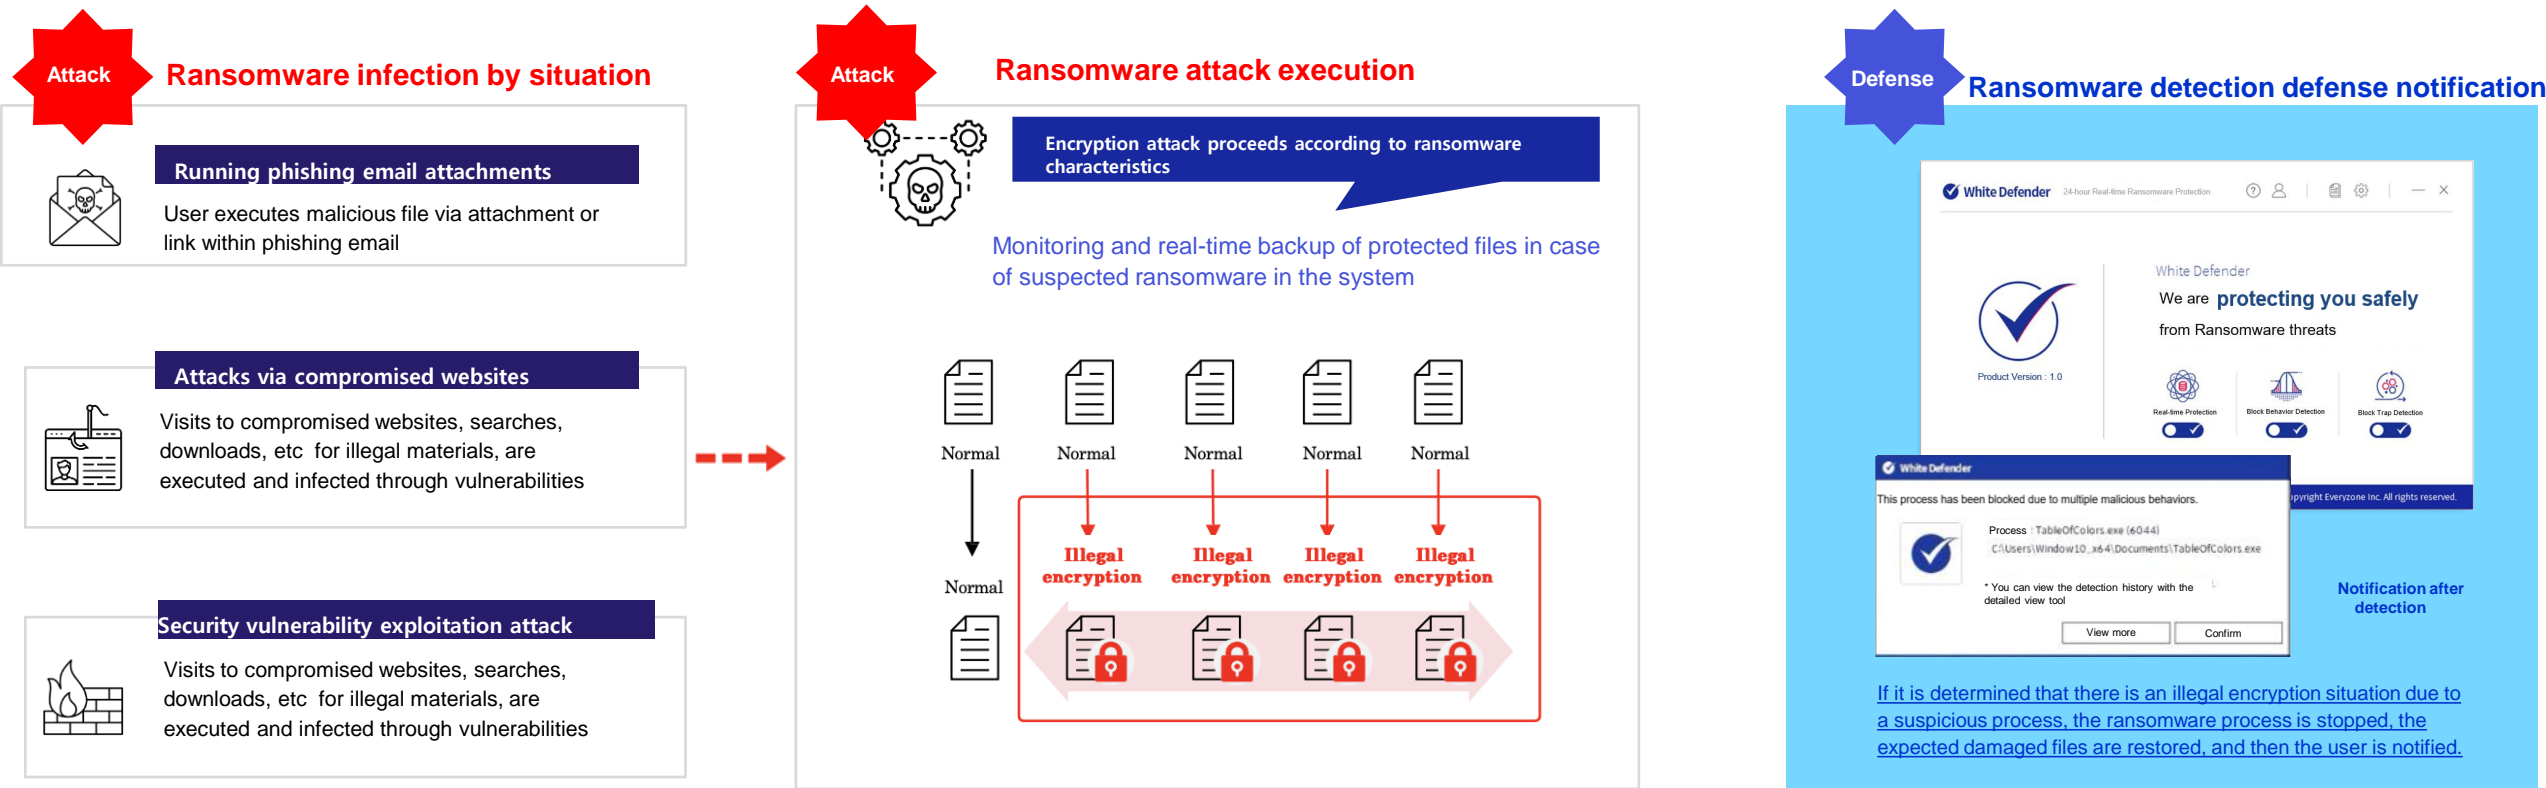 Attack
Ransomware infection by situation
Running phishing email attachments
User executes malicious file via attachment or
link within phishing email
Attacks via compromised websites
Visits to compromised websites, searches,
downloads, etc for illegal materials, are
executed and infected through vulnerabilities
Security vulnerability exploitation attack
Visits to compromised websites, searches,
downloads, etc for illegal materials, are
executed and infected through vulnerabilities
Attack
Ransomware attack execution
Encryption attack proceeds according to ransomware
characteristics
Monitoring and real-time backup of protected files in case
of suspected ransomware in the system
Normal Normal Normal Normal Normal
Illegal Illegal Illegal Illegal
encryption encryption encryption encryption
Normal
Defense
Ransomware detection defense notification
White Defender 24-hour Real-time Ransomware Protection
White Defender
We are protecting you safely
from Ransomware threats
Product Version : 1.0
Real-time Protection Block Behavior Detection Block Trap Detection
Everyzone Inc. All rights reserved.
White Defender
This process has been blocked due to multiple malicious behaviors.
Process : TableOfColors.exe (6044)
C:\Users\Window10_x64\Documents\TableOfColors.exe
* You can view the detection history with the
detailed view tool
View more Confirm
Notification after
detection
If it is determined that there is an illegal encryption situation due to
a suspicious process, the ransomware process is stopped, the
expected damaged files are restored, and then the user is notified.